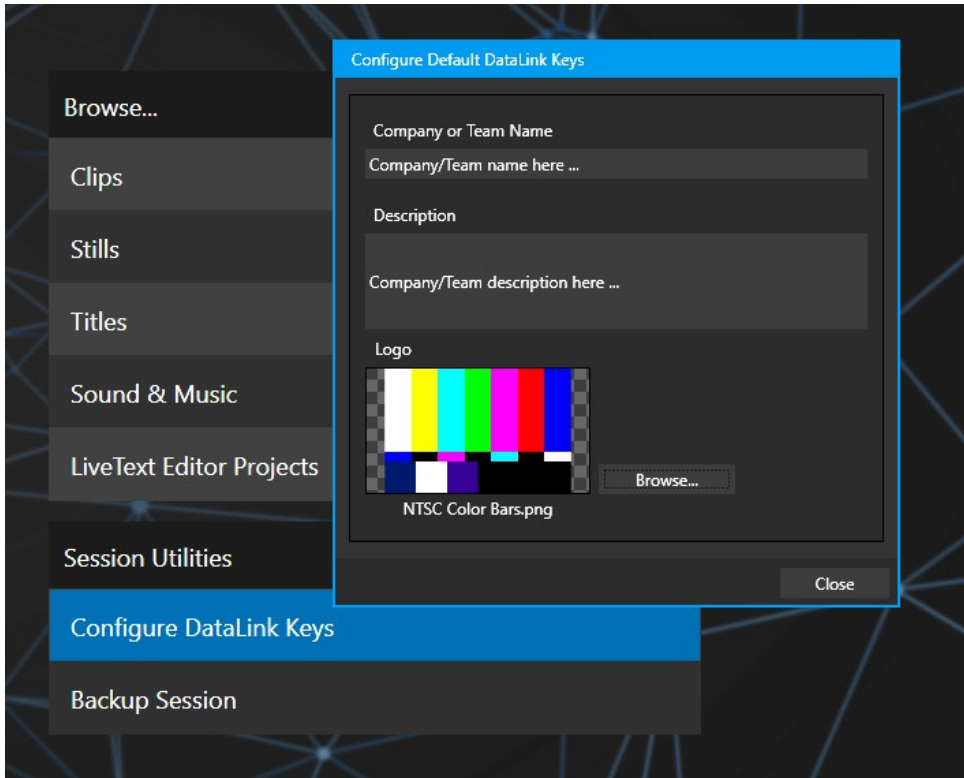 Browse...
Clips
Stills
Titles
Sound & Music
LiveText Editor Projects
Session Utilities
Configure DataLink Keys
Backup Session
Configure Default DataLink Keys
Company or Team Name
Company/Team name here ...
Description
Company/Team description here ...
Logo
Browse...
NTSC Color Bars.png
Close